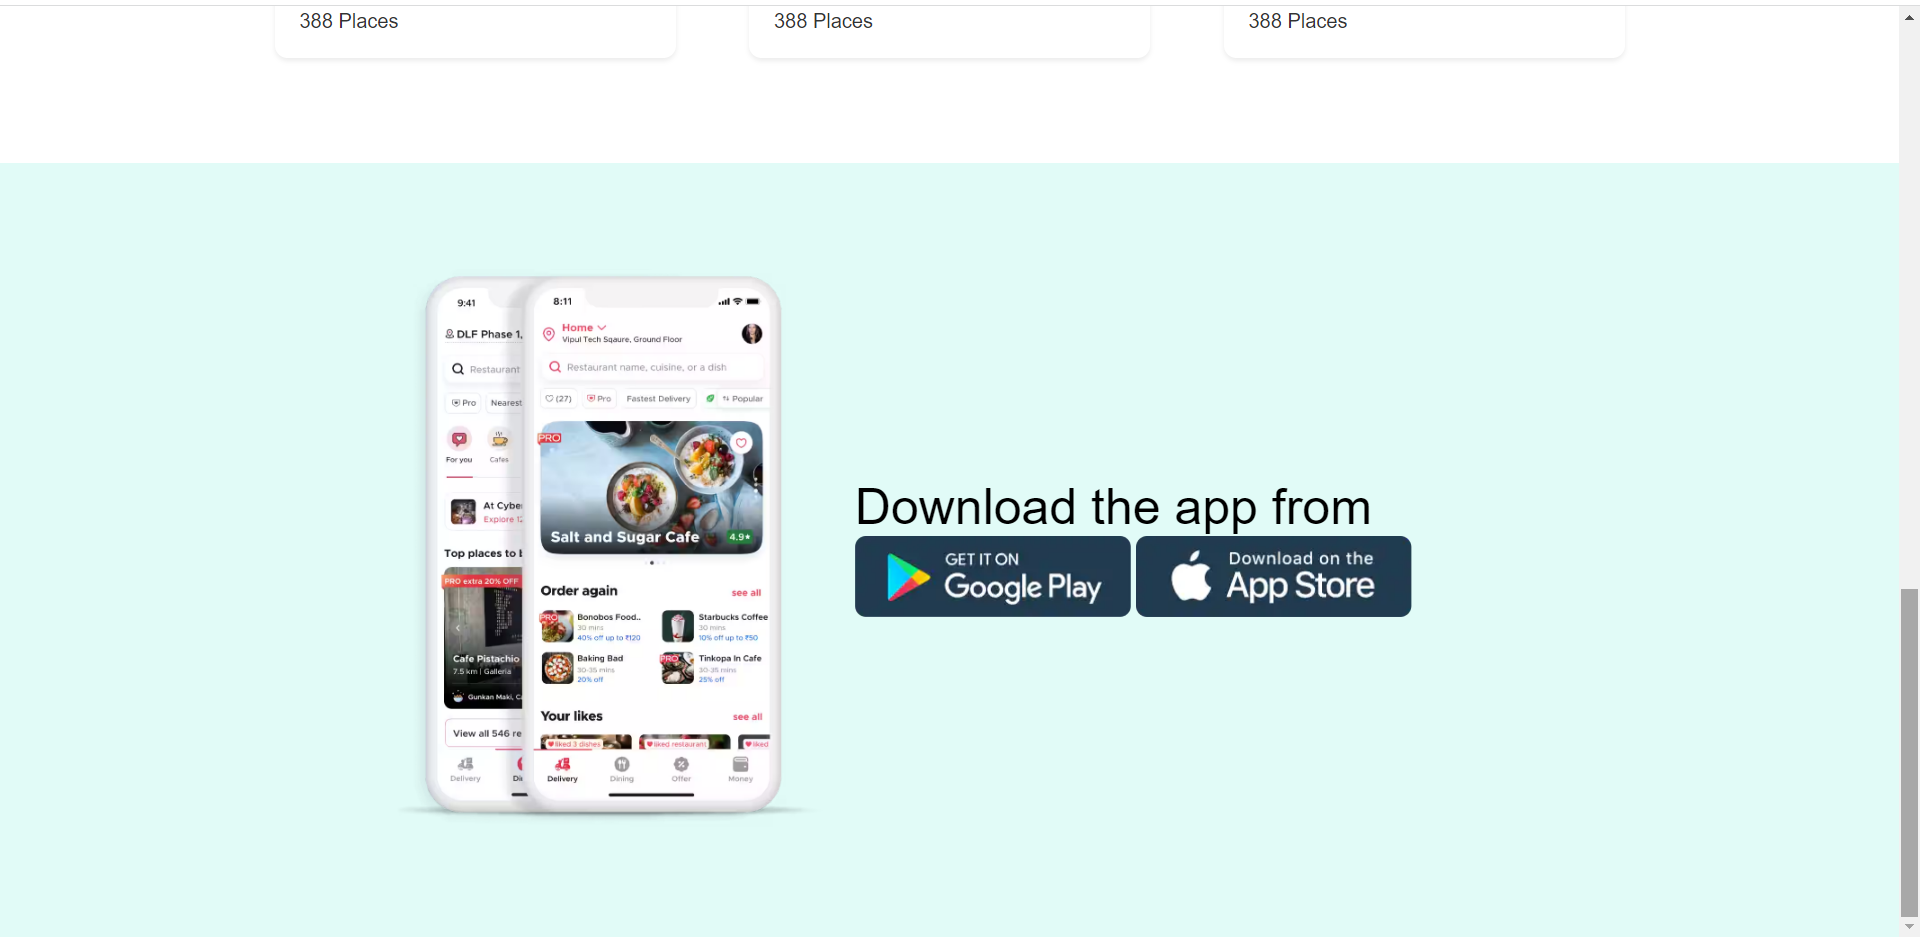 388 Places
388 Places
388 Places
9:41
DLF Phase 1,
Restaurant
Pro
Nearest
For you
Cafes
At Cybe
Explore 12
Top places to b
PRO extra 20% OFF
Cafe Pistachio
7.5 km | Galleria
Gunkan Maki, Ca
View all 546 re
Delivery
8:11
Home
Vipul Tech Sqaure, Ground Floor
Restaurant name, cuisine, or a dish
(27)
Pro
Fastest Delivery
Popular
PRO
Salt and Sugar Cafe
4.9★
Order again
see all
PRO
Bonobos Food..
30 mins
40% off up to ₹120
Starbucks Coffee
30 mins
10% off up to ₹50
Baking Bad
30-35 mins
20% off
PRO
Tinkopa In Cafe
30-35 mins
25% off
Your likes
see all
liked 3 dishes
liked restaurant
liked
Delivery
Dining
Offer
Money
Download the app from
GET IT ON
Google Play
Download on the
App Store